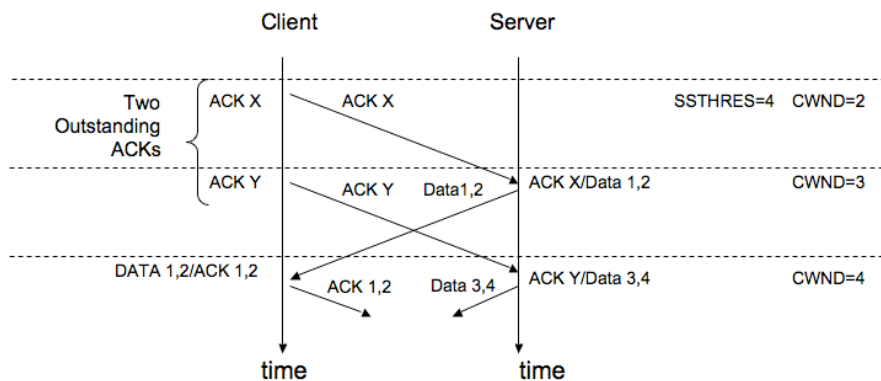 Client
Server
Two
Outstanding
ACKs
ACK X
ACK X
SSTHRES=4
CWND=2
ACK Y
ACK Y
Data1,2
ACK X/Data 1,2
CWND=3
DATA 1,2/ACK 1,2
ACK 1,2
Data 3,4
ACK Y/Data 3,4
CWND=4
time
time